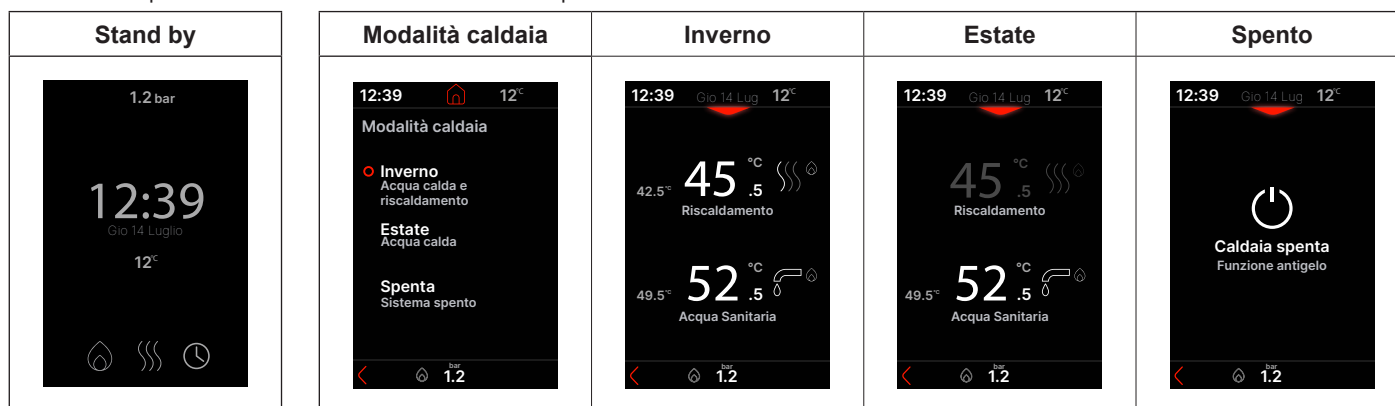 Stand by
1.2 bar
12:39
Gio 14 Luglio
12°C
Modalità caldaia
12:39 12°C
Modalità caldaia
Inverno
Acqua calda e
riscaldamento
Estate
Acqua calda
Spenta
Sistema spento
bar
1.2
Inverno
12:39 Gio 14 Lug 12°C
42.5°C 45.5 °C
Riscaldamento
49.5°C 52.5 °C
Acqua Sanitaria
bar
1.2
Estate
12:39 Gio 14 Lug 12°C
45.5 °C
Riscaldamento
49.5°C 52.5 °C
Acqua Sanitaria
bar
1.2
Spento
12:39 Gio 14 Lug 12°C
Caldaia spenta
Funzione antigelo
bar
1.2